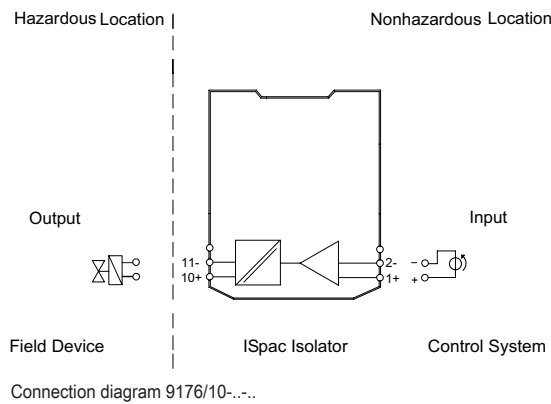 Hazardous Location
Nonhazardous Location
Output
Input
11-
10+
2-
1+
−
+
Field Device
ISpac Isolator
Control System
Connection diagram 9176/10-..-..